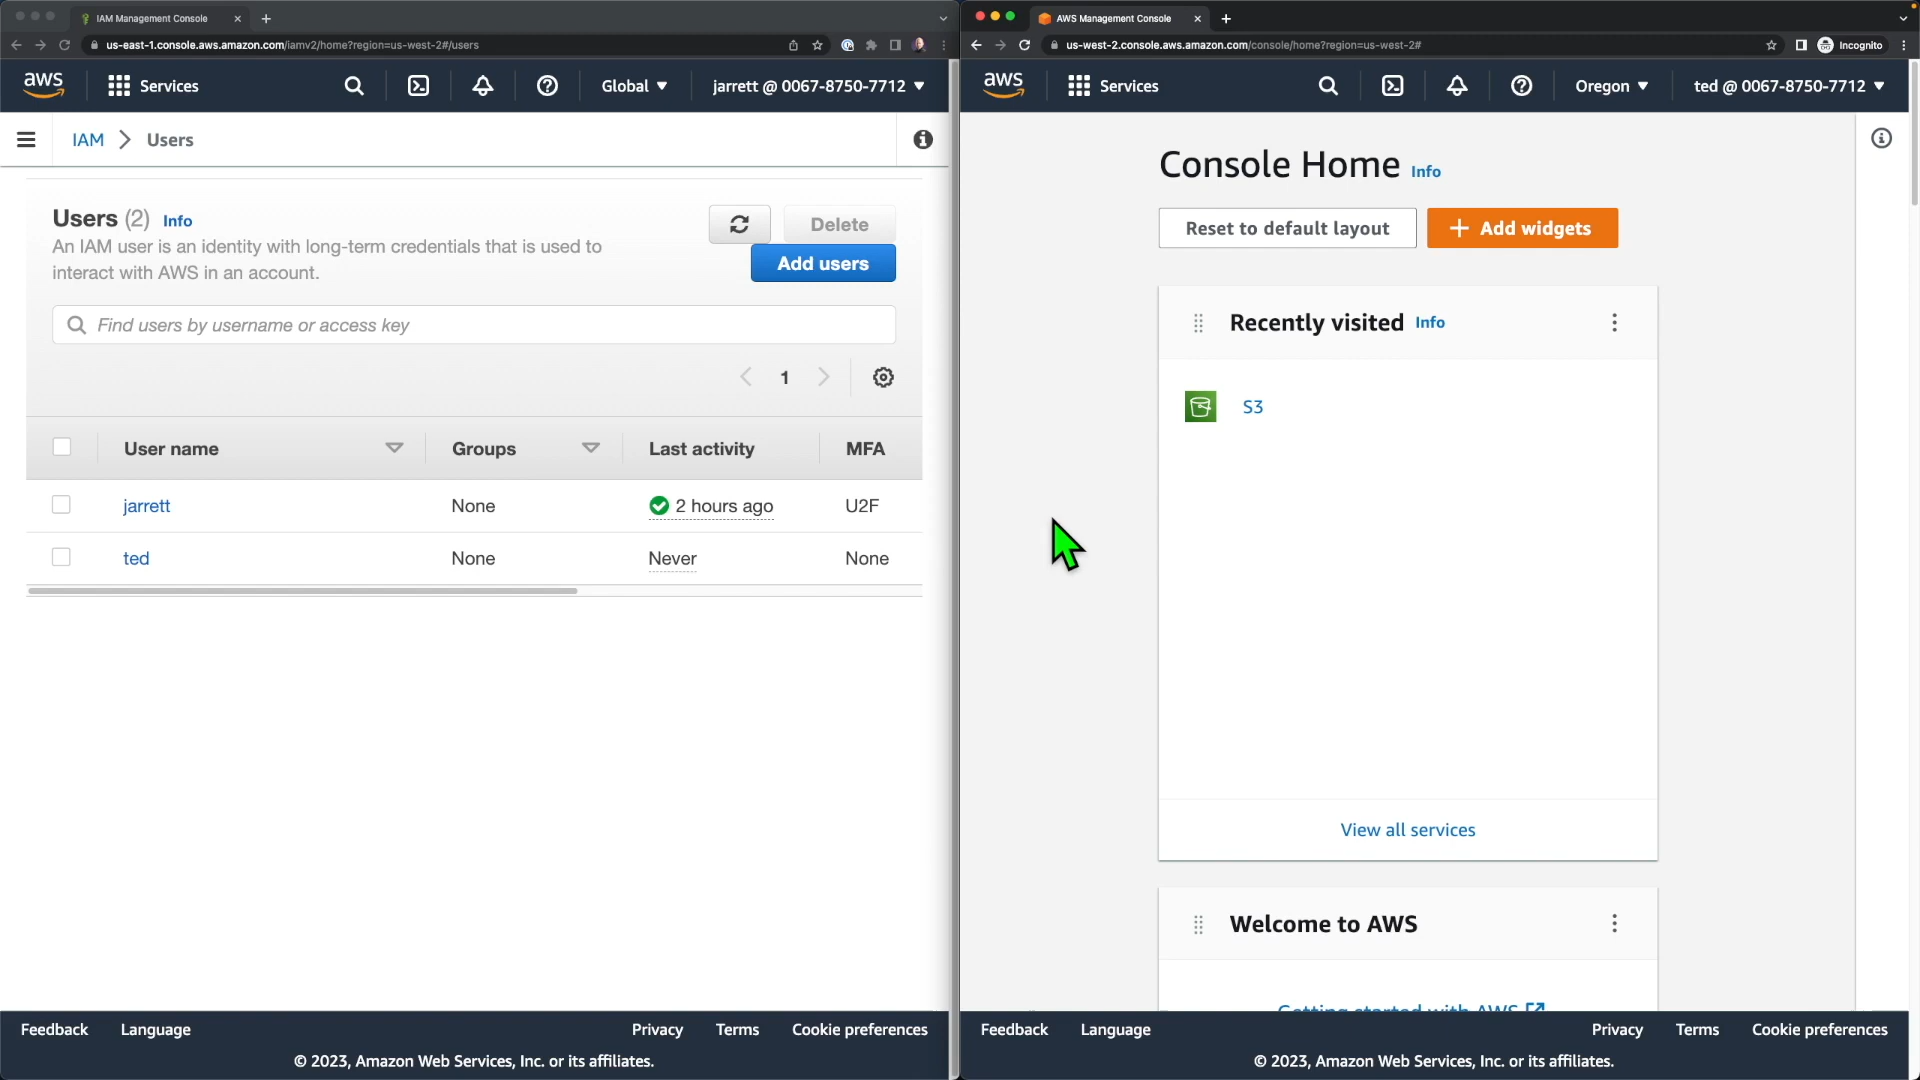 IAM Management Console
us-east-1.console.aws.amazon.com/iamv2/home?region=us-west-2#/users
aws
Services
Global
jarrett @ 0067-8750-7712
IAM
Users
Users (2) Info
An IAM user is an identity with long-term credentials that is used to
interact with AWS in an account.
Delete
Add users
Find users by username or access key
1
User name Groups Last activity MFA
jarrett None 2 hours ago U2F
ted None Never None
Feedback Language Privacy Terms Cookie preferences
© 2023, Amazon Web Services, Inc. or its affiliates.
AWS Management Console
us-west-2.console.aws.amazon.com/console/home?region=us-west-2#
Incognito
aws
Services
Oregon
ted @ 0067-8750-7712
Console Home Info
Reset to default layout
+ Add widgets
Recently visited Info
S3
View all services
Welcome to AWS
Getting started with AWS
Feedback Language Privacy Terms Cookie preferences
© 2023, Amazon Web Services, Inc. or its affiliates.